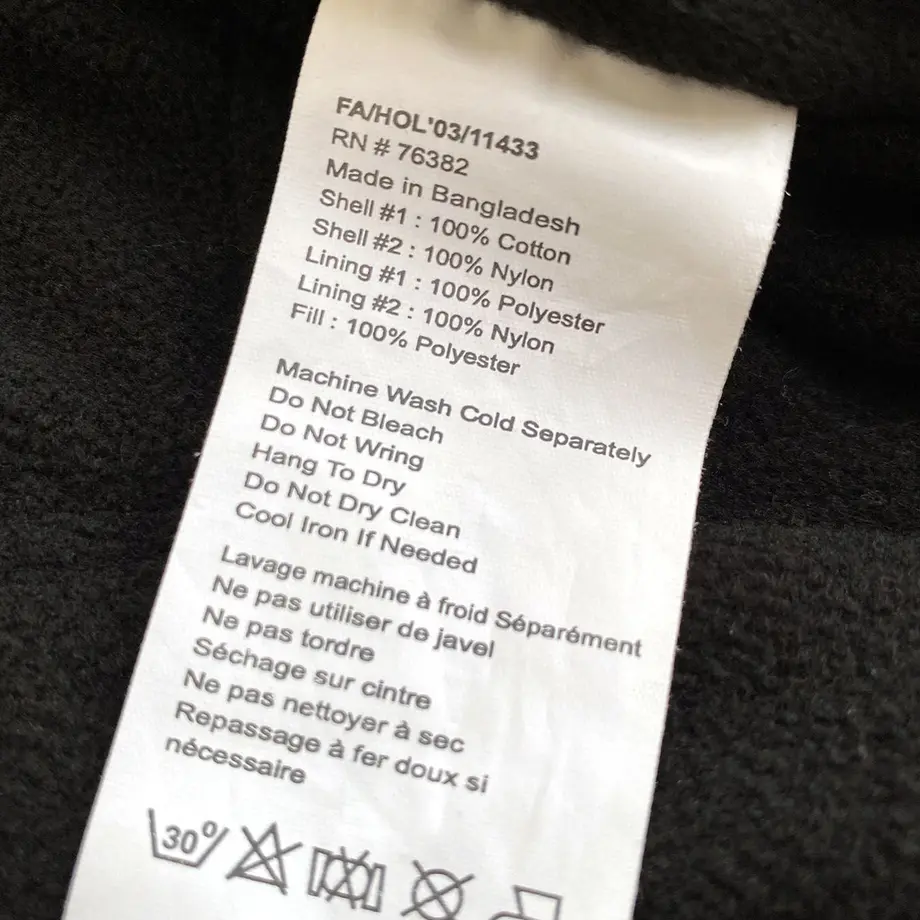 FA/HOL'03/11433
RN # 76382
Made in Bangladesh
Shell #1 : 100% Cotton
Shell #2 : 100% Nylon
Lining #1 : 100% Polyester
Lining #2 : 100% Nylon
Fill : 100% Polyester
Machine Wash Cold Separately
Do Not Bleach
Do Not Wring
Hang To Dry
Do Not Dry Clean
Cool Iron If Needed
Lavage machine à froid Séparément
Ne pas utiliser de javel
Ne pas tordre
Séchage sur cintre
Ne pas nettoyer à sec
Repassage à fer doux si
nécessaire
30°